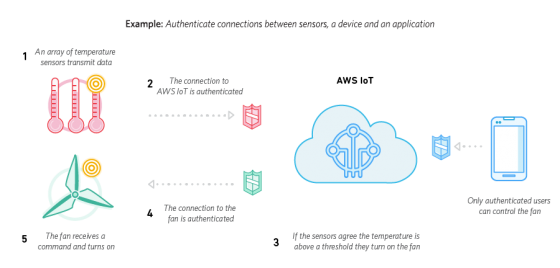 Example: Authenticate connections between sensors, a device and an application
1 An array of temperature
sensors transmit data
2 The connection to
AWS IoT is authenticated
AWS IoT
Only authenticated users
can control the fan
4 The connection to the
fan is authenticated
5 The fan receives a
command and turns on
3 If the sensors agree the temperature is
above a threshold they turn on the fan